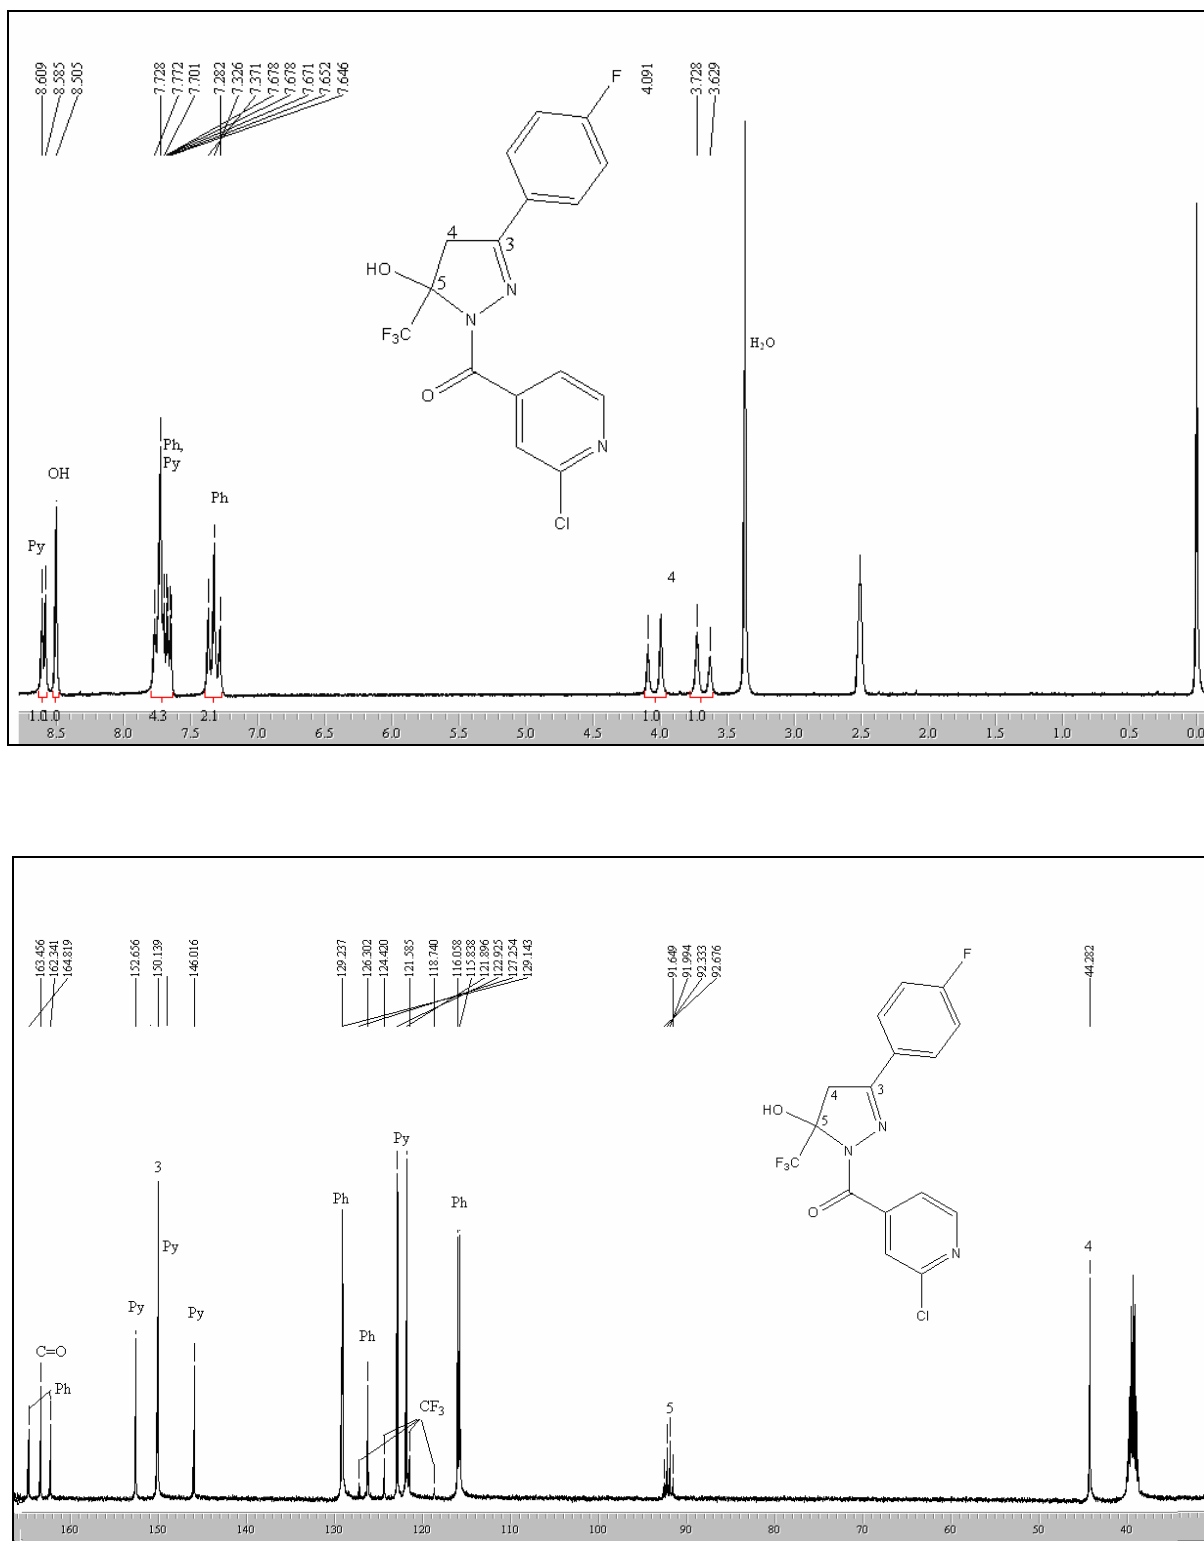 8.609
8.585
8.505
7.728
7.772
7.701
7.282
7.326
7.371
7.678
7.678
7.671
7.652
7.646
4.091
3.728
3.629
F
4
3
HO
5
N
N
F₃C
O
N
Cl
H₂O
Ph,
Py
OH
Ph
Py
4
1.0 1.0 4.3 2.1 1.0 1.0
8.5 8.0 7.5 7.0 6.5 6.0 5.5 5.0 4.5 4.0 3.5 3.0 2.5 2.0 1.5 1.0 0.5 0.0
163.456
162.341
164.819
152.656
150.139
146.016
129.237
126.302
124.420
121.585
118.740
116.058
115.838
121.896
122.925
127.254
129.143
91.649
91.994
92.333
92.676
44.282
F
4
3
HO
5
N
N
F₃C
O
N
Cl
3
Py
Py
Py
C=O
Ph
Ph
Ph
Py
CF₃
Ph
5
4
160 150 140 130 120 110 100 90 80 70 60 50 40